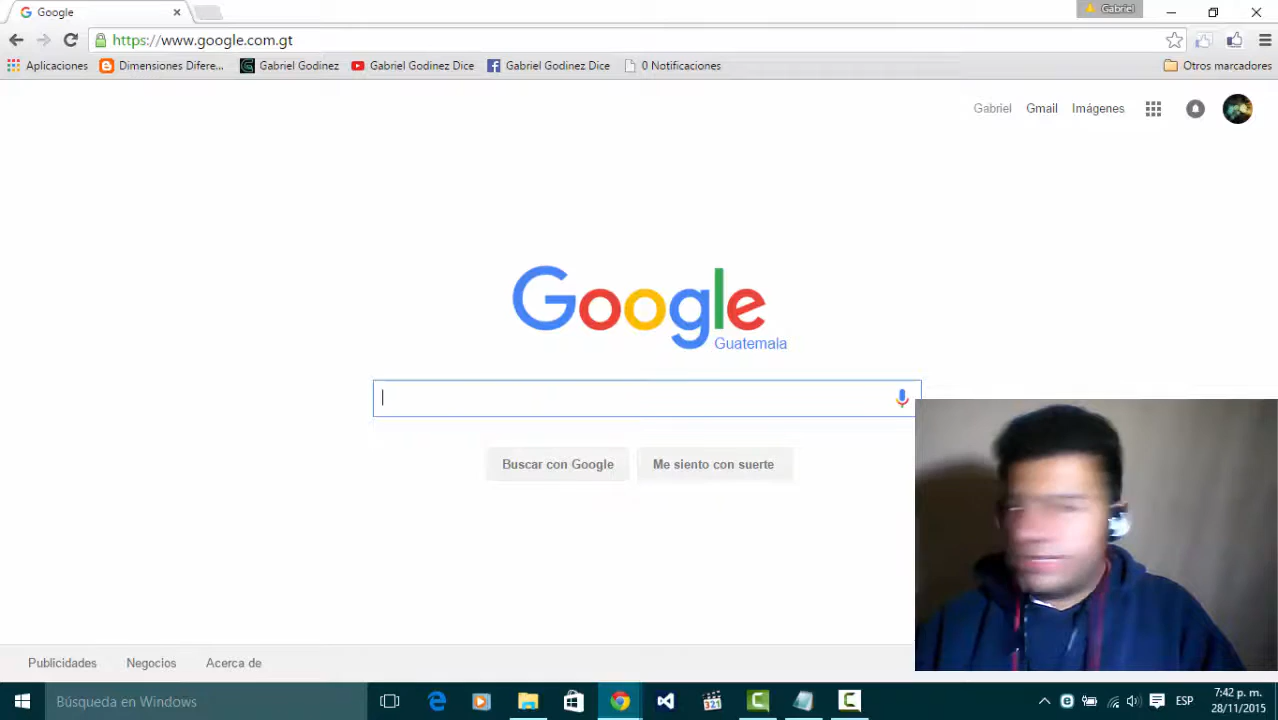 Google
Gabriel
https://www.google.com.gt
Aplicaciones
Dimensiones Difere...
Gabriel Godinez
Gabriel Godinez Dice
Gabriel Godinez Dice
0 Notificaciones
Otros marcadores
Gabriel
Gmail
Imágenes
Google
Guatemala
Buscar con Google
Me siento con suerte
Publicidades
Negocios
Acerca de
Búsqueda en Windows
321
ESP
7:42 p. m.
28/11/2015